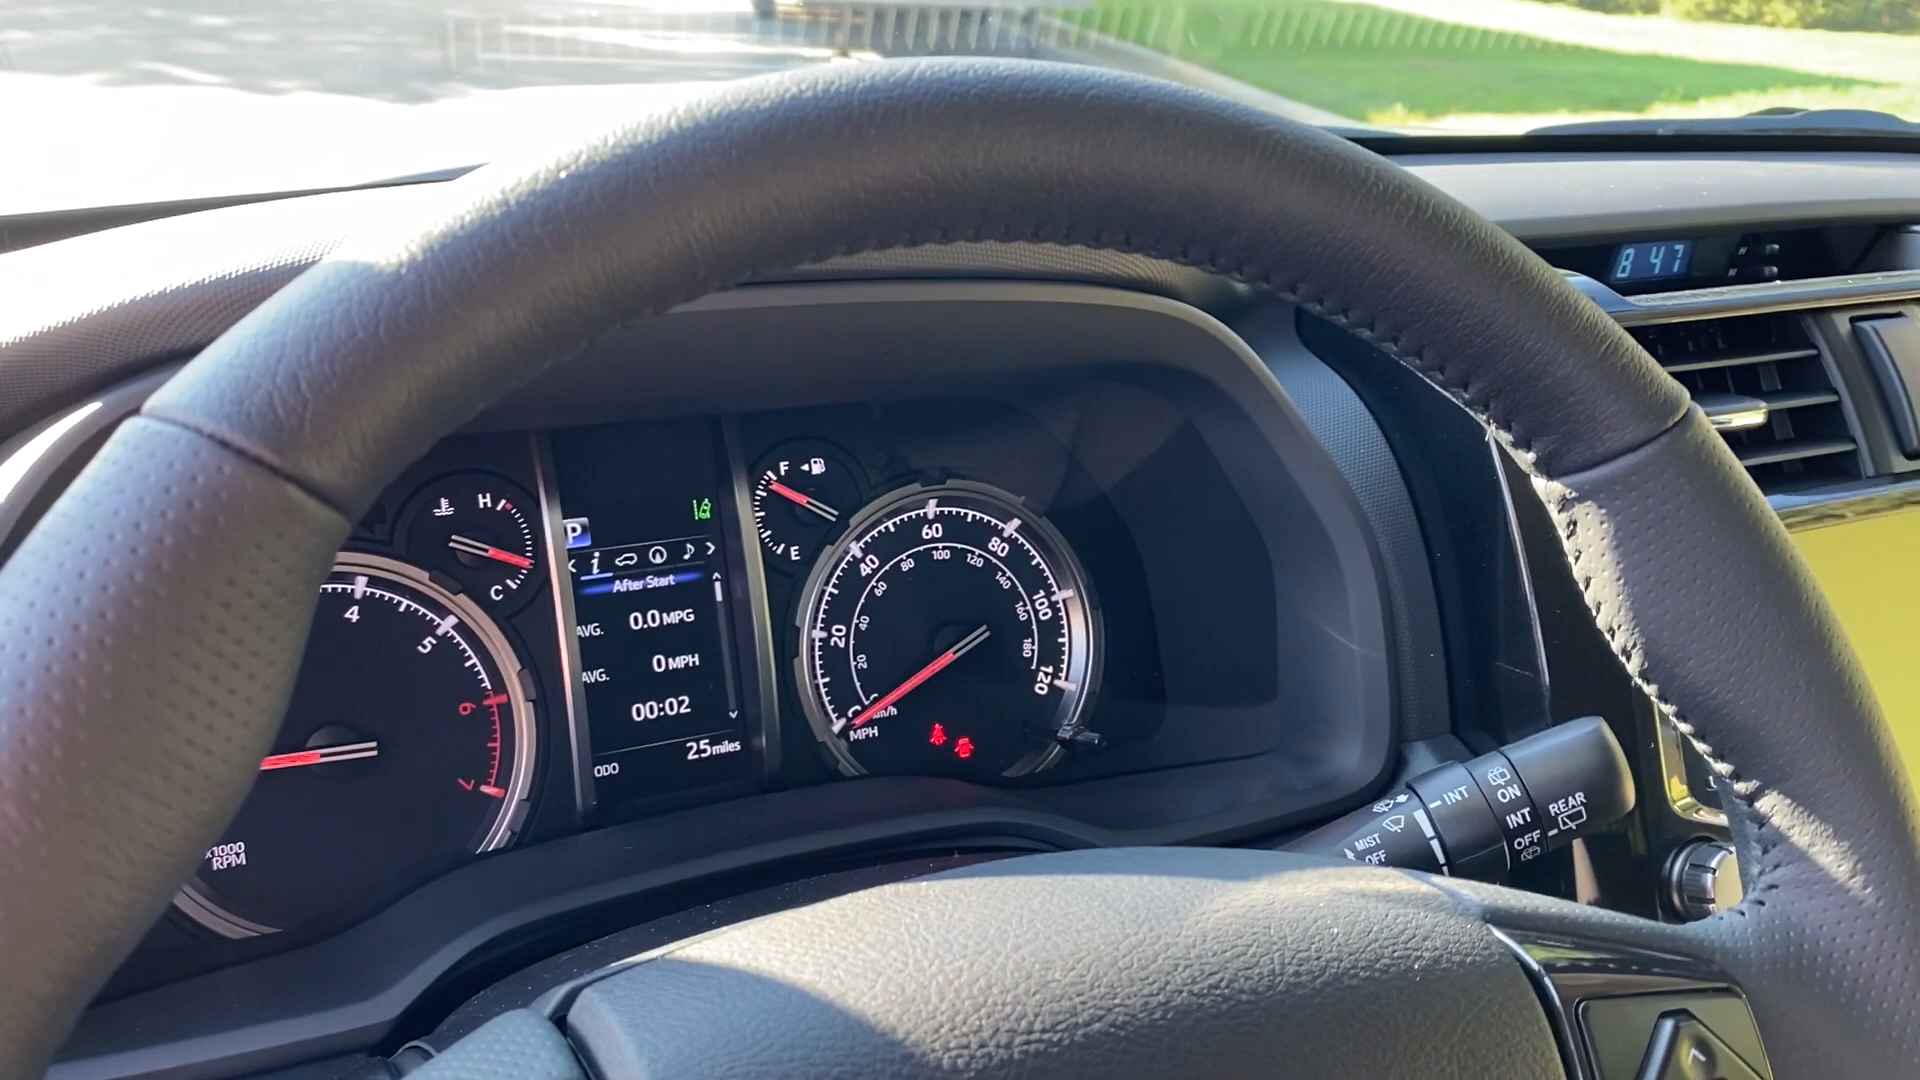 8:47
H
C
4
5
6
7
x1000
RPM
P
i
After Start
AVG. 0.0 MPG
AVG. 0 MPH
00:02
ODO 25 miles
F
E
20
40
60
80
100
120
20
40
60
80
100
120
140
160
180
km/h
MPH
INT
MIST
OFF
ON
INT
OFF
REAR